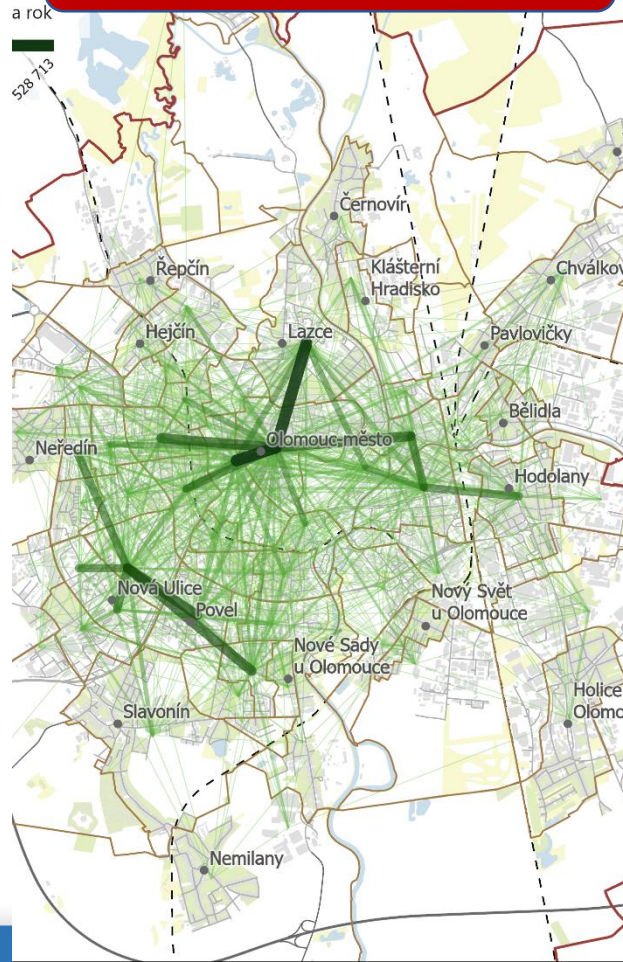 a rok
528 713
Černovír
Řepčín
Klášterní
Hradisko
Chválkov
Hejčín
Lazce
Pavlovičky
Bělidla
Olomouc-město
Neředín
Hodolany
Nová Ulice
Povel
Nový Svět
u Olomouce
Nové Sady
u Olomouce
Slavonín
Holice
Olomo
Nemilany